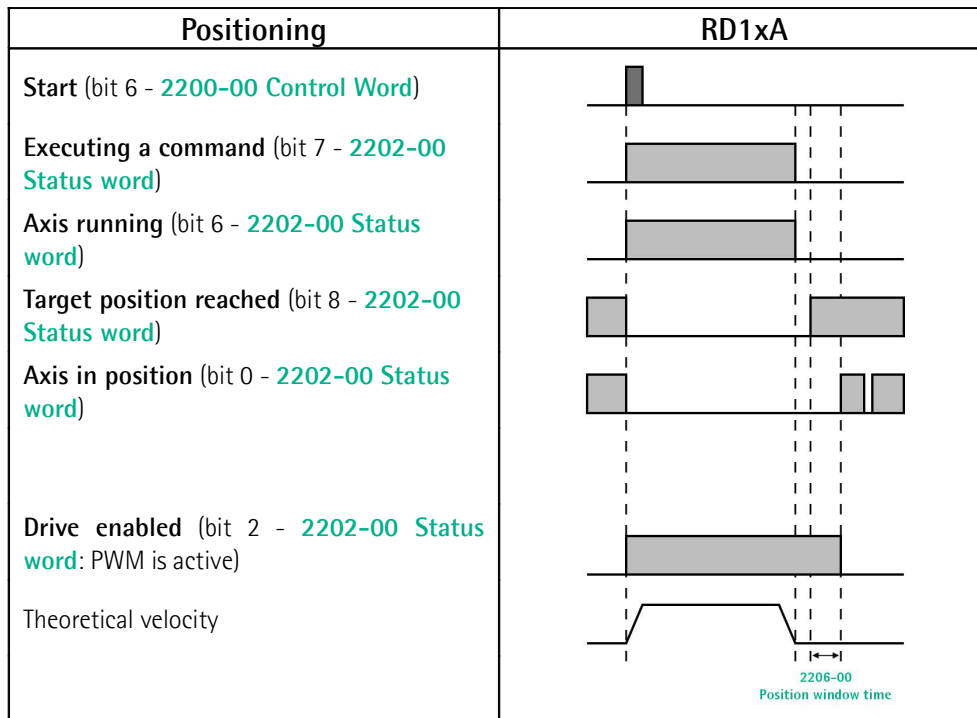 Positioning
RD1xA
Start (bit 6 - 2200-00 Control Word)
Executing a command (bit 7 - 2202-00
Status word)
Axis running (bit 6 - 2202-00 Status
word)
Target position reached (bit 8 - 2202-00
Status word)
Axis in position (bit 0 - 2202-00 Status
word)
Drive enabled (bit 2 - 2202-00 Status
word: PWM is active)
Theoretical velocity
2206-00
Position window time